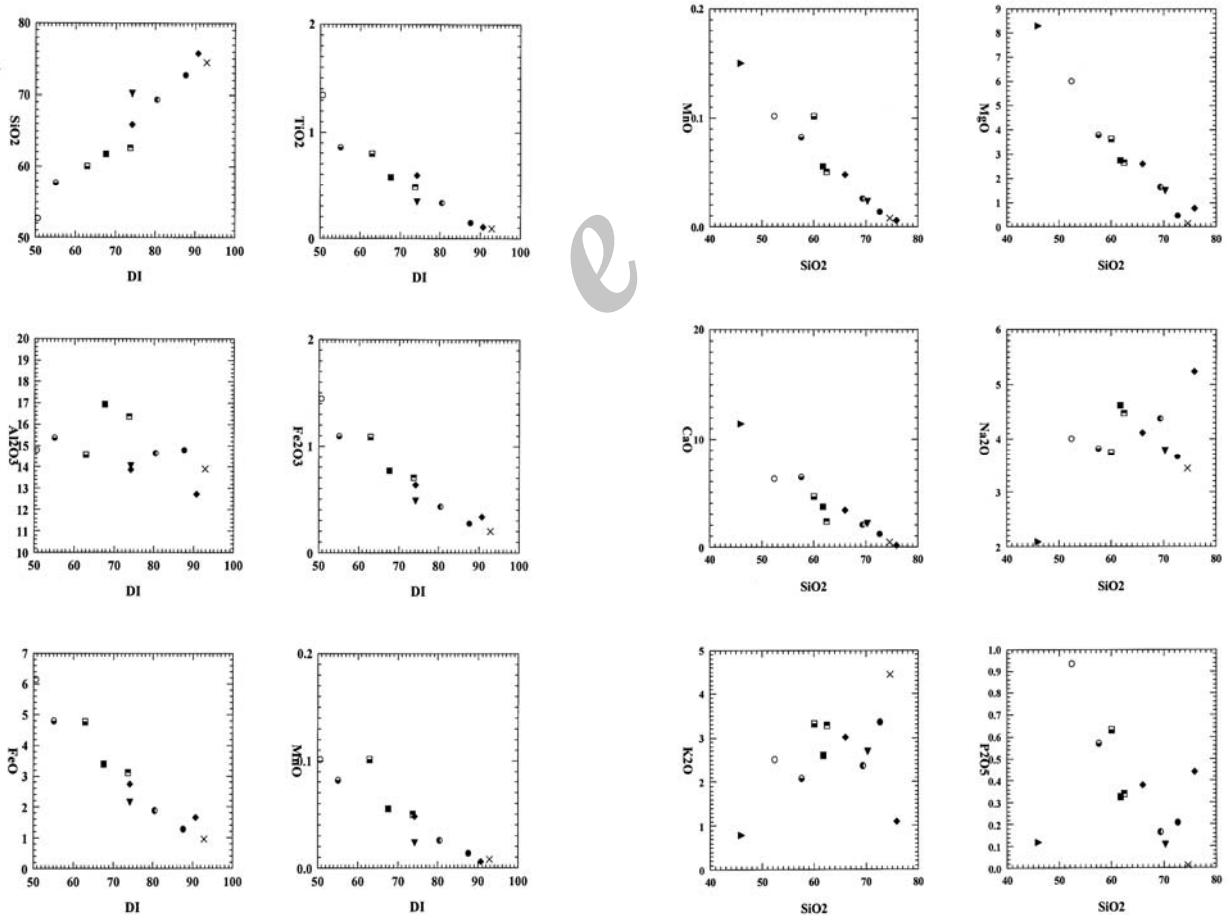 80
70
60
50
SiO2
50 60 70 80 90 100
DI
2
1
0
TiO2
50 60 70 80 90 100
DI
0.2
0.1
0.0
MnO
40 50 60 70 80
SiO2
9
8
7
6
5
4
3
2
1
0
MgO
40 50 60 70 80
SiO2
e
20
19
18
17
16
15
14
13
12
11
10
Al2O3
50 60 70 80 90 100
DI
2
1
0
Fe2O3
50 60 70 80 90 100
DI
20
10
0
CaO
40 50 60 70 80
SiO2
6
5
4
3
2
Na2O
40 50 60 70 80
SiO2
7
6
5
4
3
2
1
0
FeO
50 60 70 80 90 100
DI
0.2
0.1
0.0
MnO
50 60 70 80 90 100
DI
5
4
3
2
1
0
K2O
40 50 60 70 80
SiO2
1.0
0.9
0.8
0.7
0.6
0.5
0.4
0.3
0.2
0.1
0.0
P2O5
40 50 60 70 80
SiO2